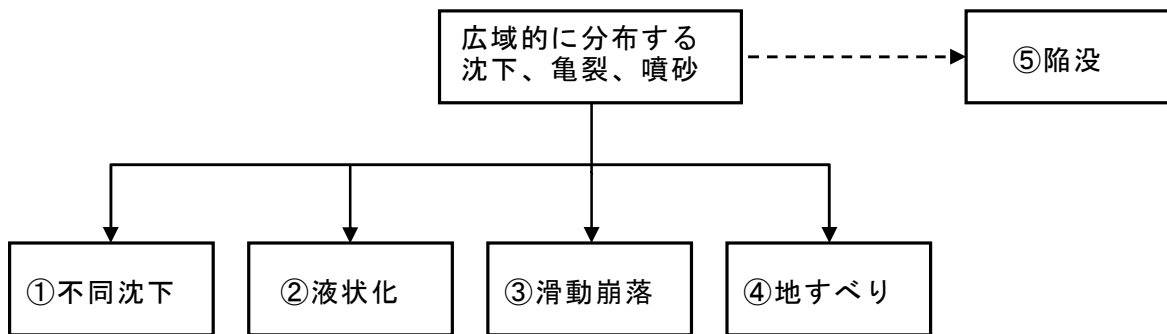 広域的に分布する
沈下、亀裂、噴砂
⑤陥没
①不同沈下
②液状化
③滑動崩落
④地すべり